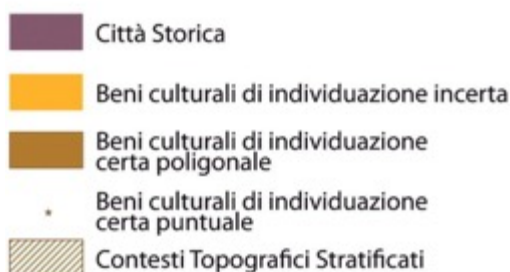 Città Storica
Beni culturali di individuazione incerta
Beni culturali di individuazione
certa poligonale
Beni culturali di individuazione
certa puntuale
Contesti Topografici Stratificati